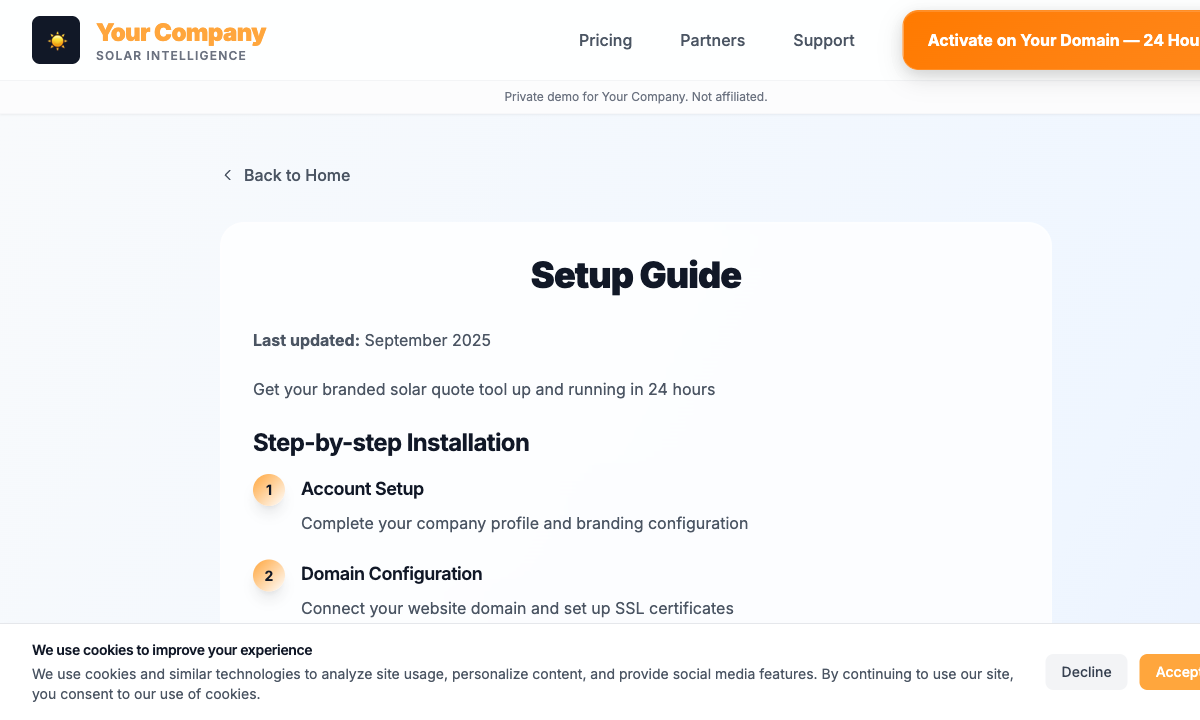 Your Company
SOLAR INTELLIGENCE
Pricing
Partners
Support
Activate on Your Domain — 24 Hou
Private demo for Your Company. Not affiliated.
Back to Home
Setup Guide
Last updated: September 2025
Get your branded solar quote tool up and running in 24 hours
Step-by-step Installation
1
Account Setup
Complete your company profile and branding configuration
2
Domain Configuration
Connect your website domain and set up SSL certificates
We use cookies to improve your experience
We use cookies and similar technologies to analyze site usage, personalize content, and provide social media features. By continuing to use our site,
you consent to our use of cookies.
Decline
Accep